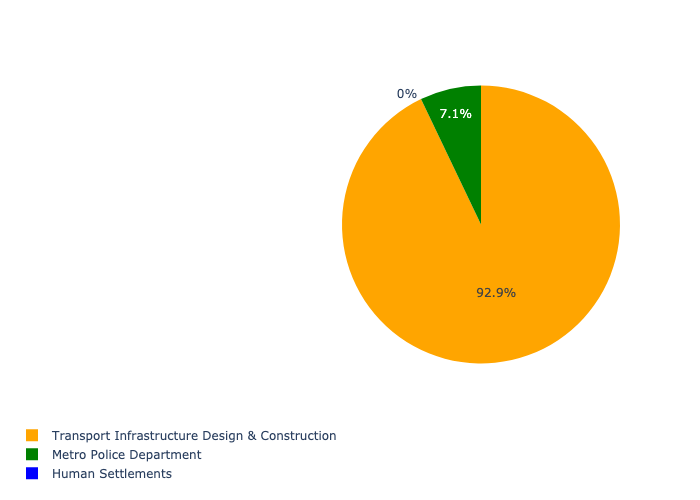 0%
7.1%
92.9%
Transport Infrastructure Design & Construction
Metro Police Department
Human Settlements